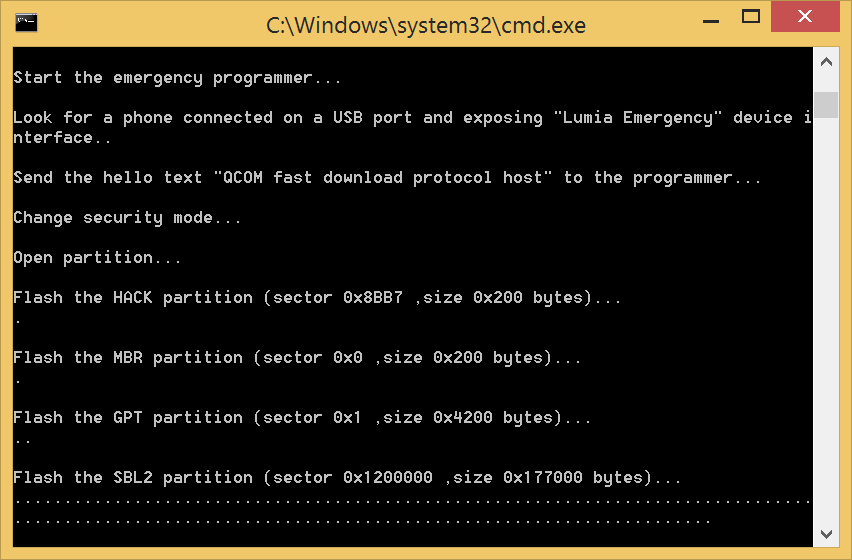 C:\Windows\system32\cmd.exe
Start the emergency programmer...
Look for a phone connected on a USB port and exposing "Lumia Emergency" device i
nterface..
Send the hello text "QCOM fast download protocol host" to the programmer...
Change security mode...
Open partition...
Flash the HACK partition (sector 0x8BB7 ,size 0x200 bytes)...
.
Flash the MBR partition (sector 0x0 ,size 0x200 bytes)...
.
Flash the GPT partition (sector 0x1 ,size 0x4200 bytes)...
..
Flash the SBL2 partition (sector 0x1200000 ,size 0x177000 bytes)...
................................................................................
......................................................................